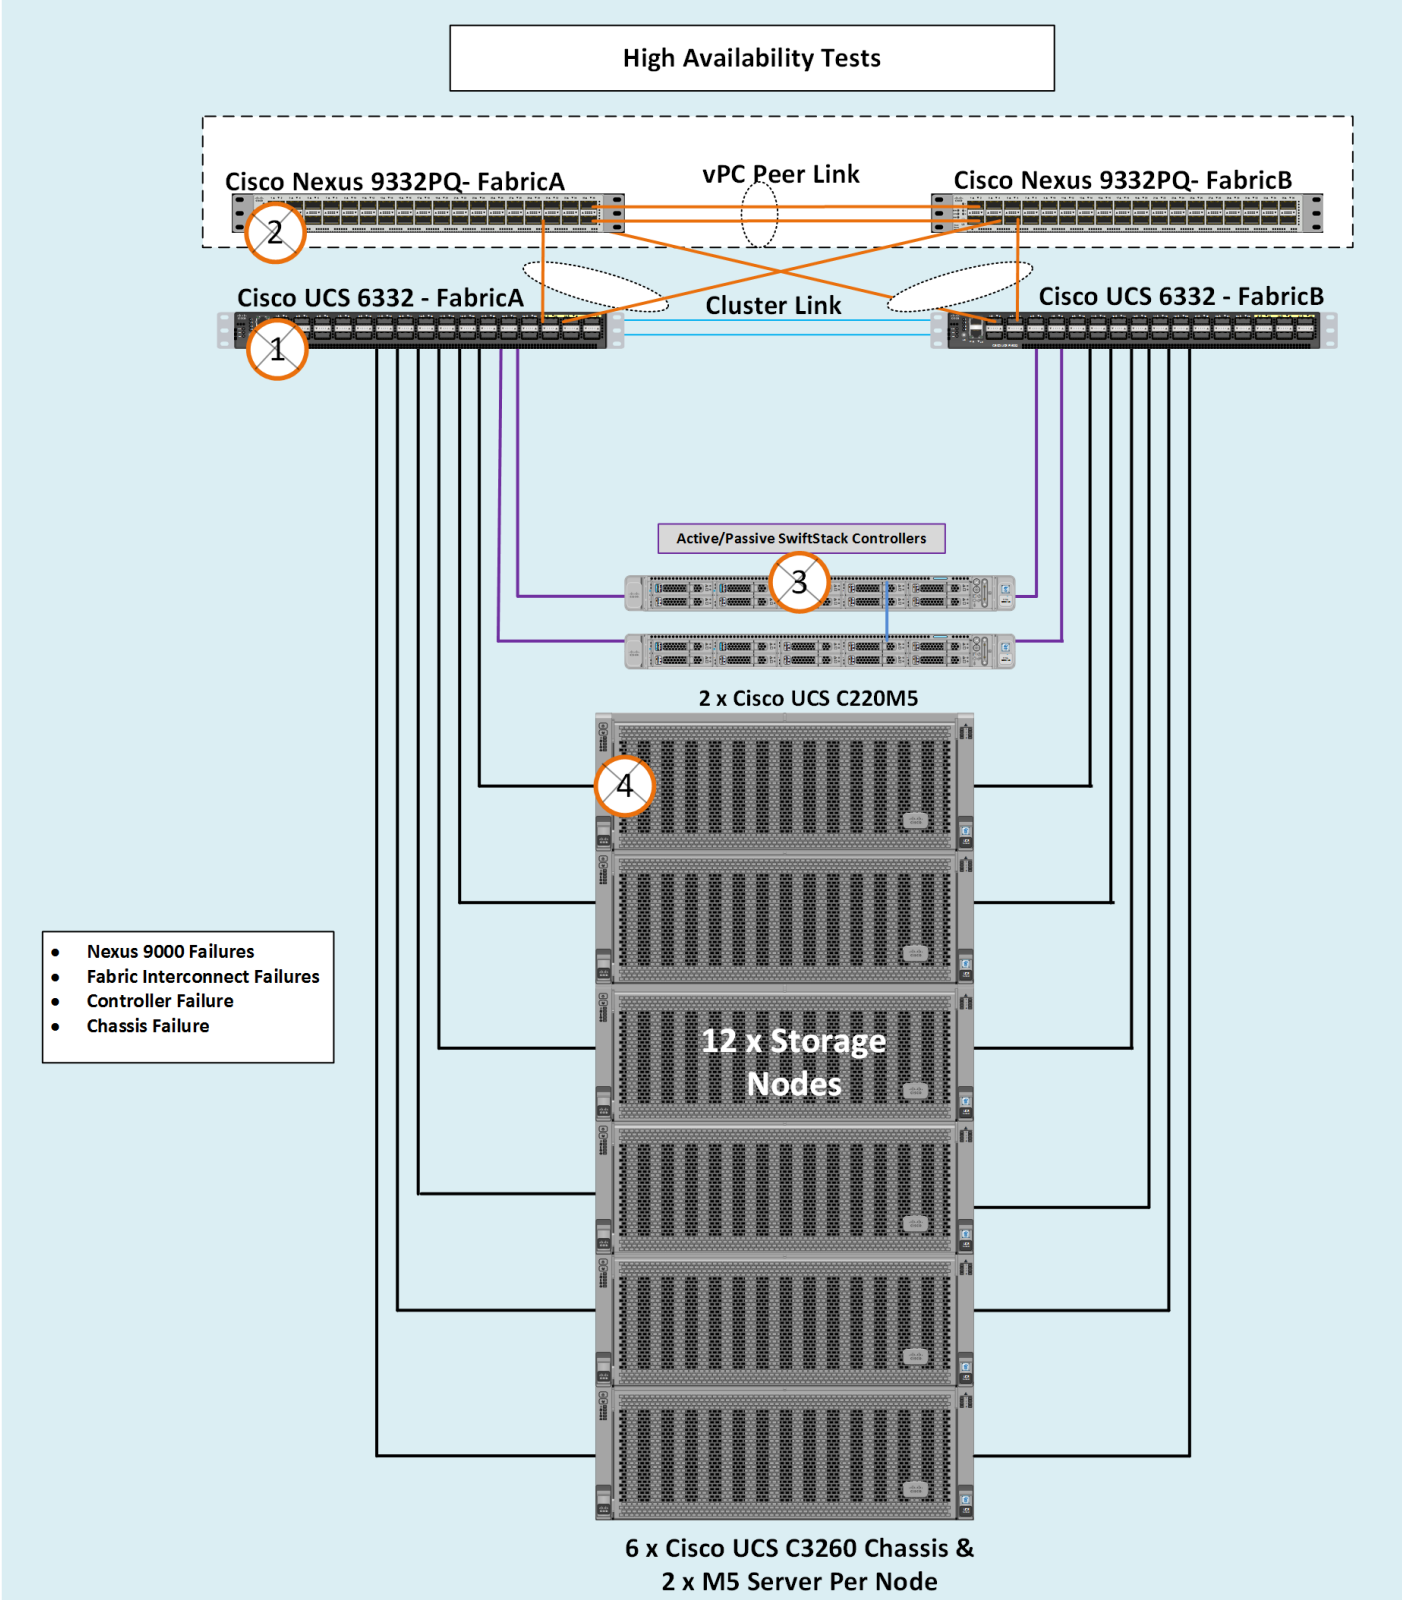 High Availability Tests
vPC Peer Link
Cisco Nexus 9332PQ- FabricA
Cisco Nexus 9332PQ- FabricB
2
Cisco UCS 6332 - FabricA
Cluster Link
Cisco UCS 6332 - FabricB
1
Active/Passive SwiftStack Controllers
3
2 x Cisco UCS C220M5
4
● Nexus 9000 Failures
● Fabric Interconnect Failures
● Controller Failure
● Chassis Failure
12 x Storage
Nodes
6 x Cisco UCS C3260 Chassis &
2 x M5 Server Per Node